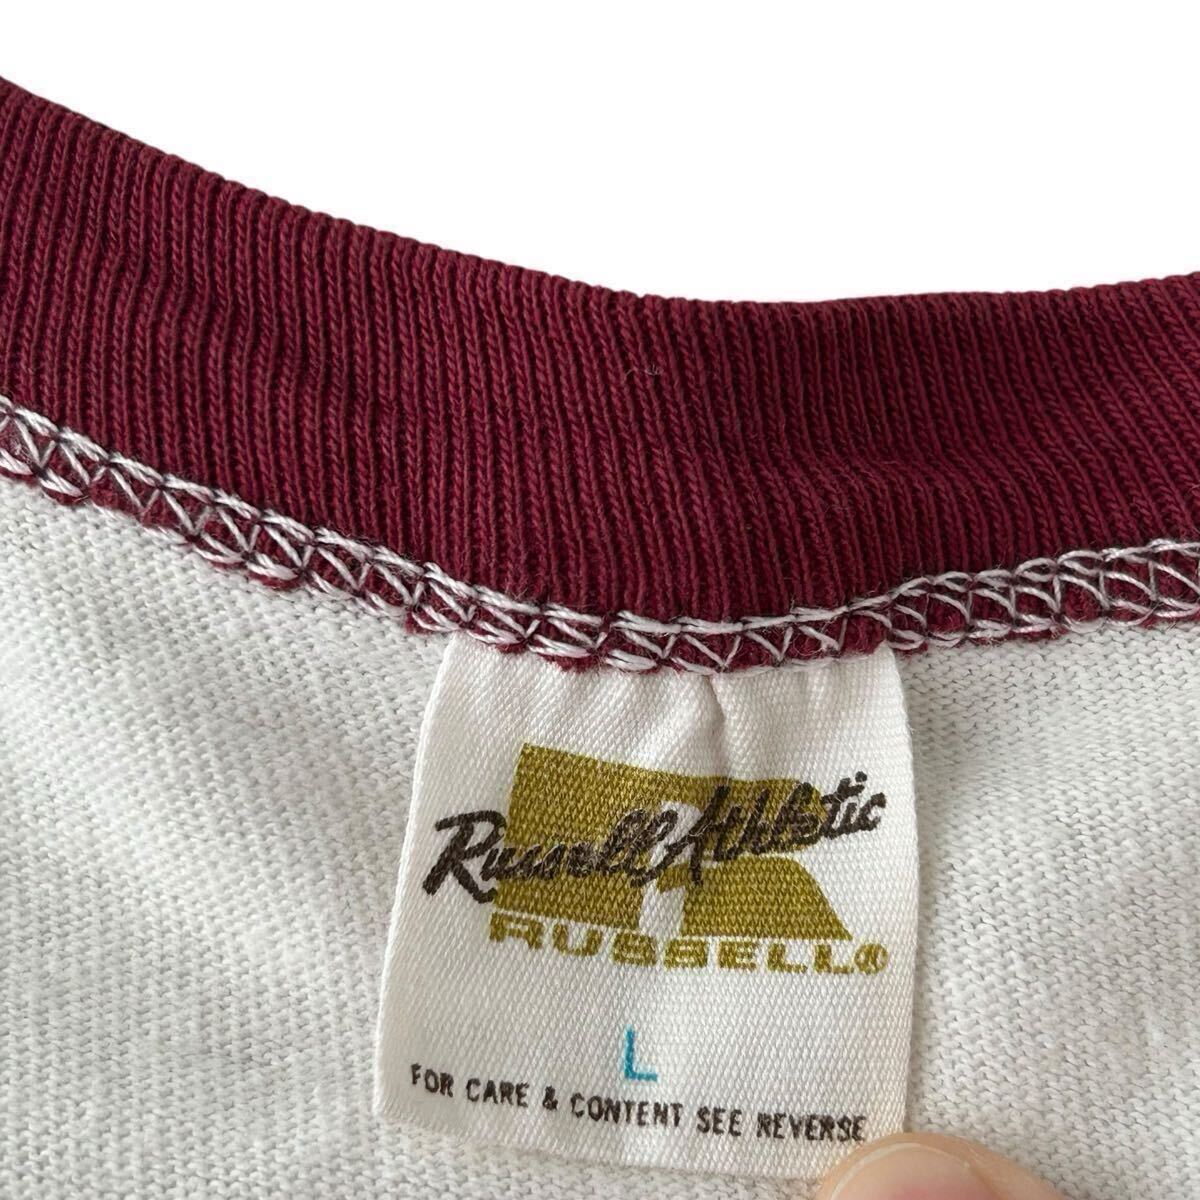 Russell Athletic
RUSSELL®
L
FOR CARE & CONTENT SEE REVERSE